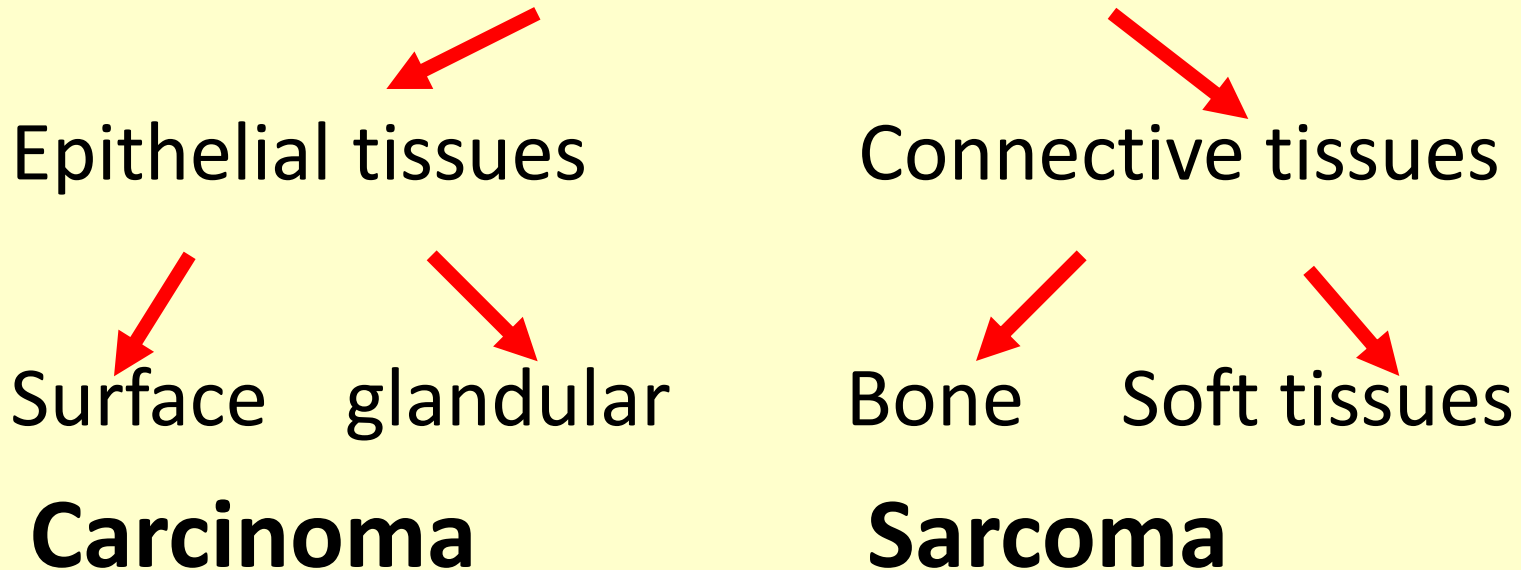 Epithelial tissues Connective tissues
Surface glandular Bone Soft tissues
Carcinoma Sarcoma